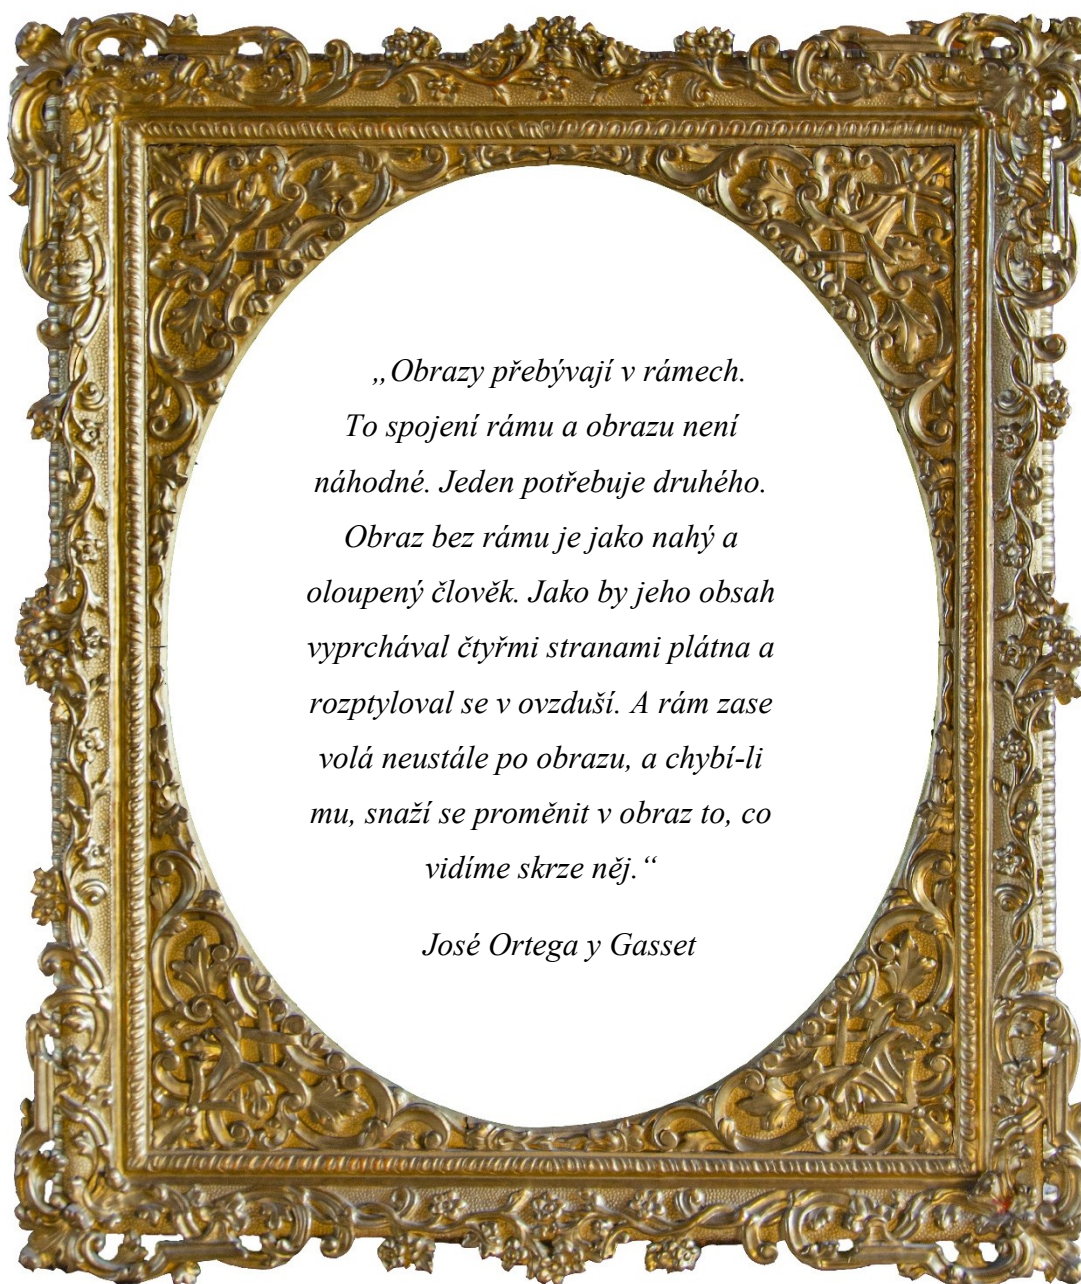 „Obrazy přebývají v rámech.
To spojení rámu a obrazu není
náhodné. Jeden potřebuje druhého.
Obraz bez rámu je jako nahý a
oloupený člověk. Jako by jeho obsah
vyprchával čtyřmi stranami plátna a
rozptyloval se v ovzduší. A rám zase
volá neustále po obrazu, a chybí-li
mu, snaží se proměnit v obraz to, co
vidíme skrze něj.“
José Ortega y Gasset